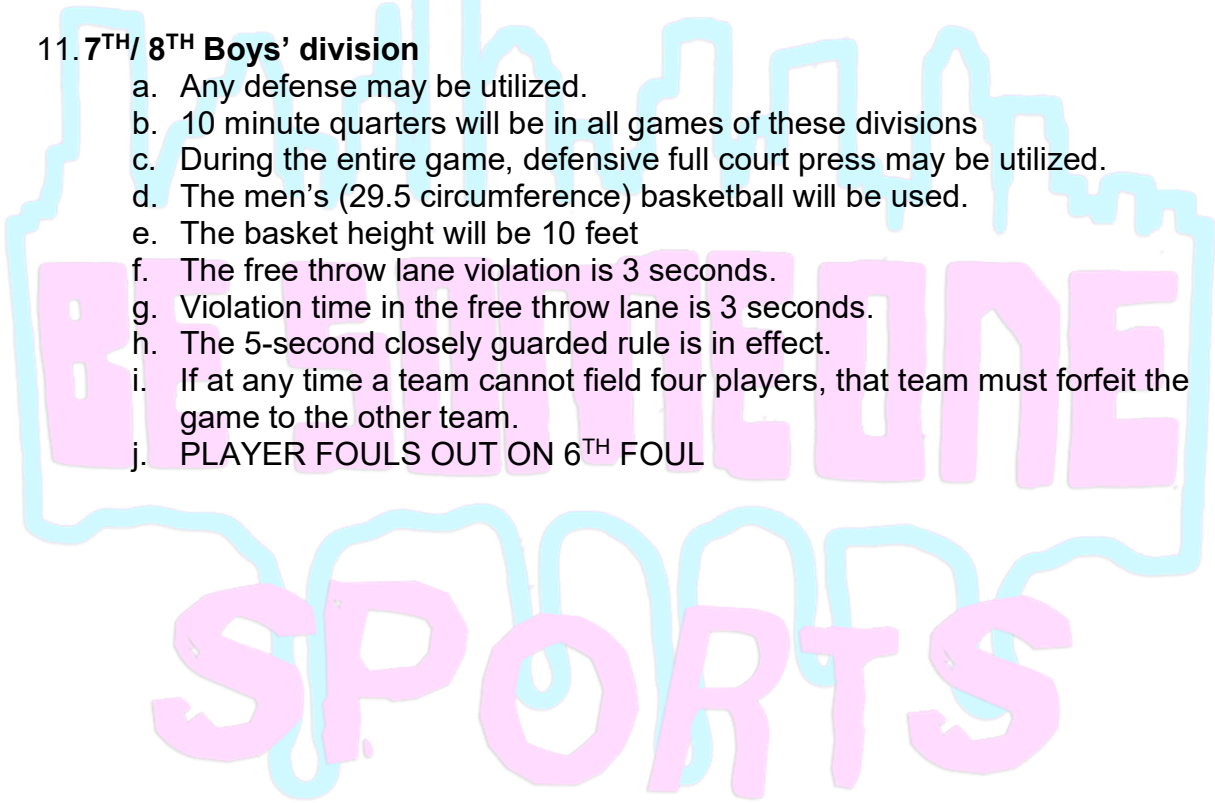 11. 7TH/ 8TH Boys' division
a. Any defense may be utilized.
b. 10 minute quarters will be in all games of these divisions
c. During the entire game, defensive full court press may be utilized.
d. The men's (29.5 circumference) basketball will be used.
e. The basket height will be 10 feet
f. The free throw lane violation is 3 seconds.
g. Violation time in the free throw lane is 3 seconds.
h. The 5-second closely guarded rule is in effect.
i. If at any time a team cannot field four players, that team must forfeit the
game to the other team.
j. PLAYER FOULS OUT ON 6TH FOUL
BE SOMEONE
SPORTS